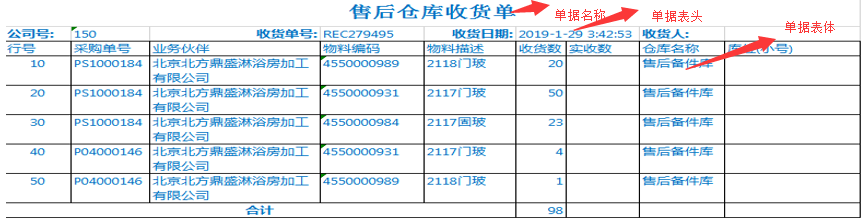 售后仓库收货单 单据名称 单据表头 单据表体
公司号: 150 收货单号: REC279495 收货日期: 2019-1-29 3:42:53 收货人:
行号 采购单号 业务伙伴 物料编码 物料描述 收货数 实收数 仓库名称 库位(小号)
10 PS1000184 北京北方鼎盛淋浴房加工有限公司 4550000989 2118门玻 20 售后备件库
20 PS1000184 北京北方鼎盛淋浴房加工有限公司 4550000931 2117门玻 50 售后备件库
30 PS1000184 北京北方鼎盛淋浴房加工有限公司 4550000984 2117固玻 23 售后备件库
40 P04000146 北京北方鼎盛淋浴房加工有限公司 4550000931 2117门玻 4 售后备件库
50 P04000146 北京北方鼎盛淋浴房加工有限公司 4550000989 2118门玻 1 售后备件库
合计 98